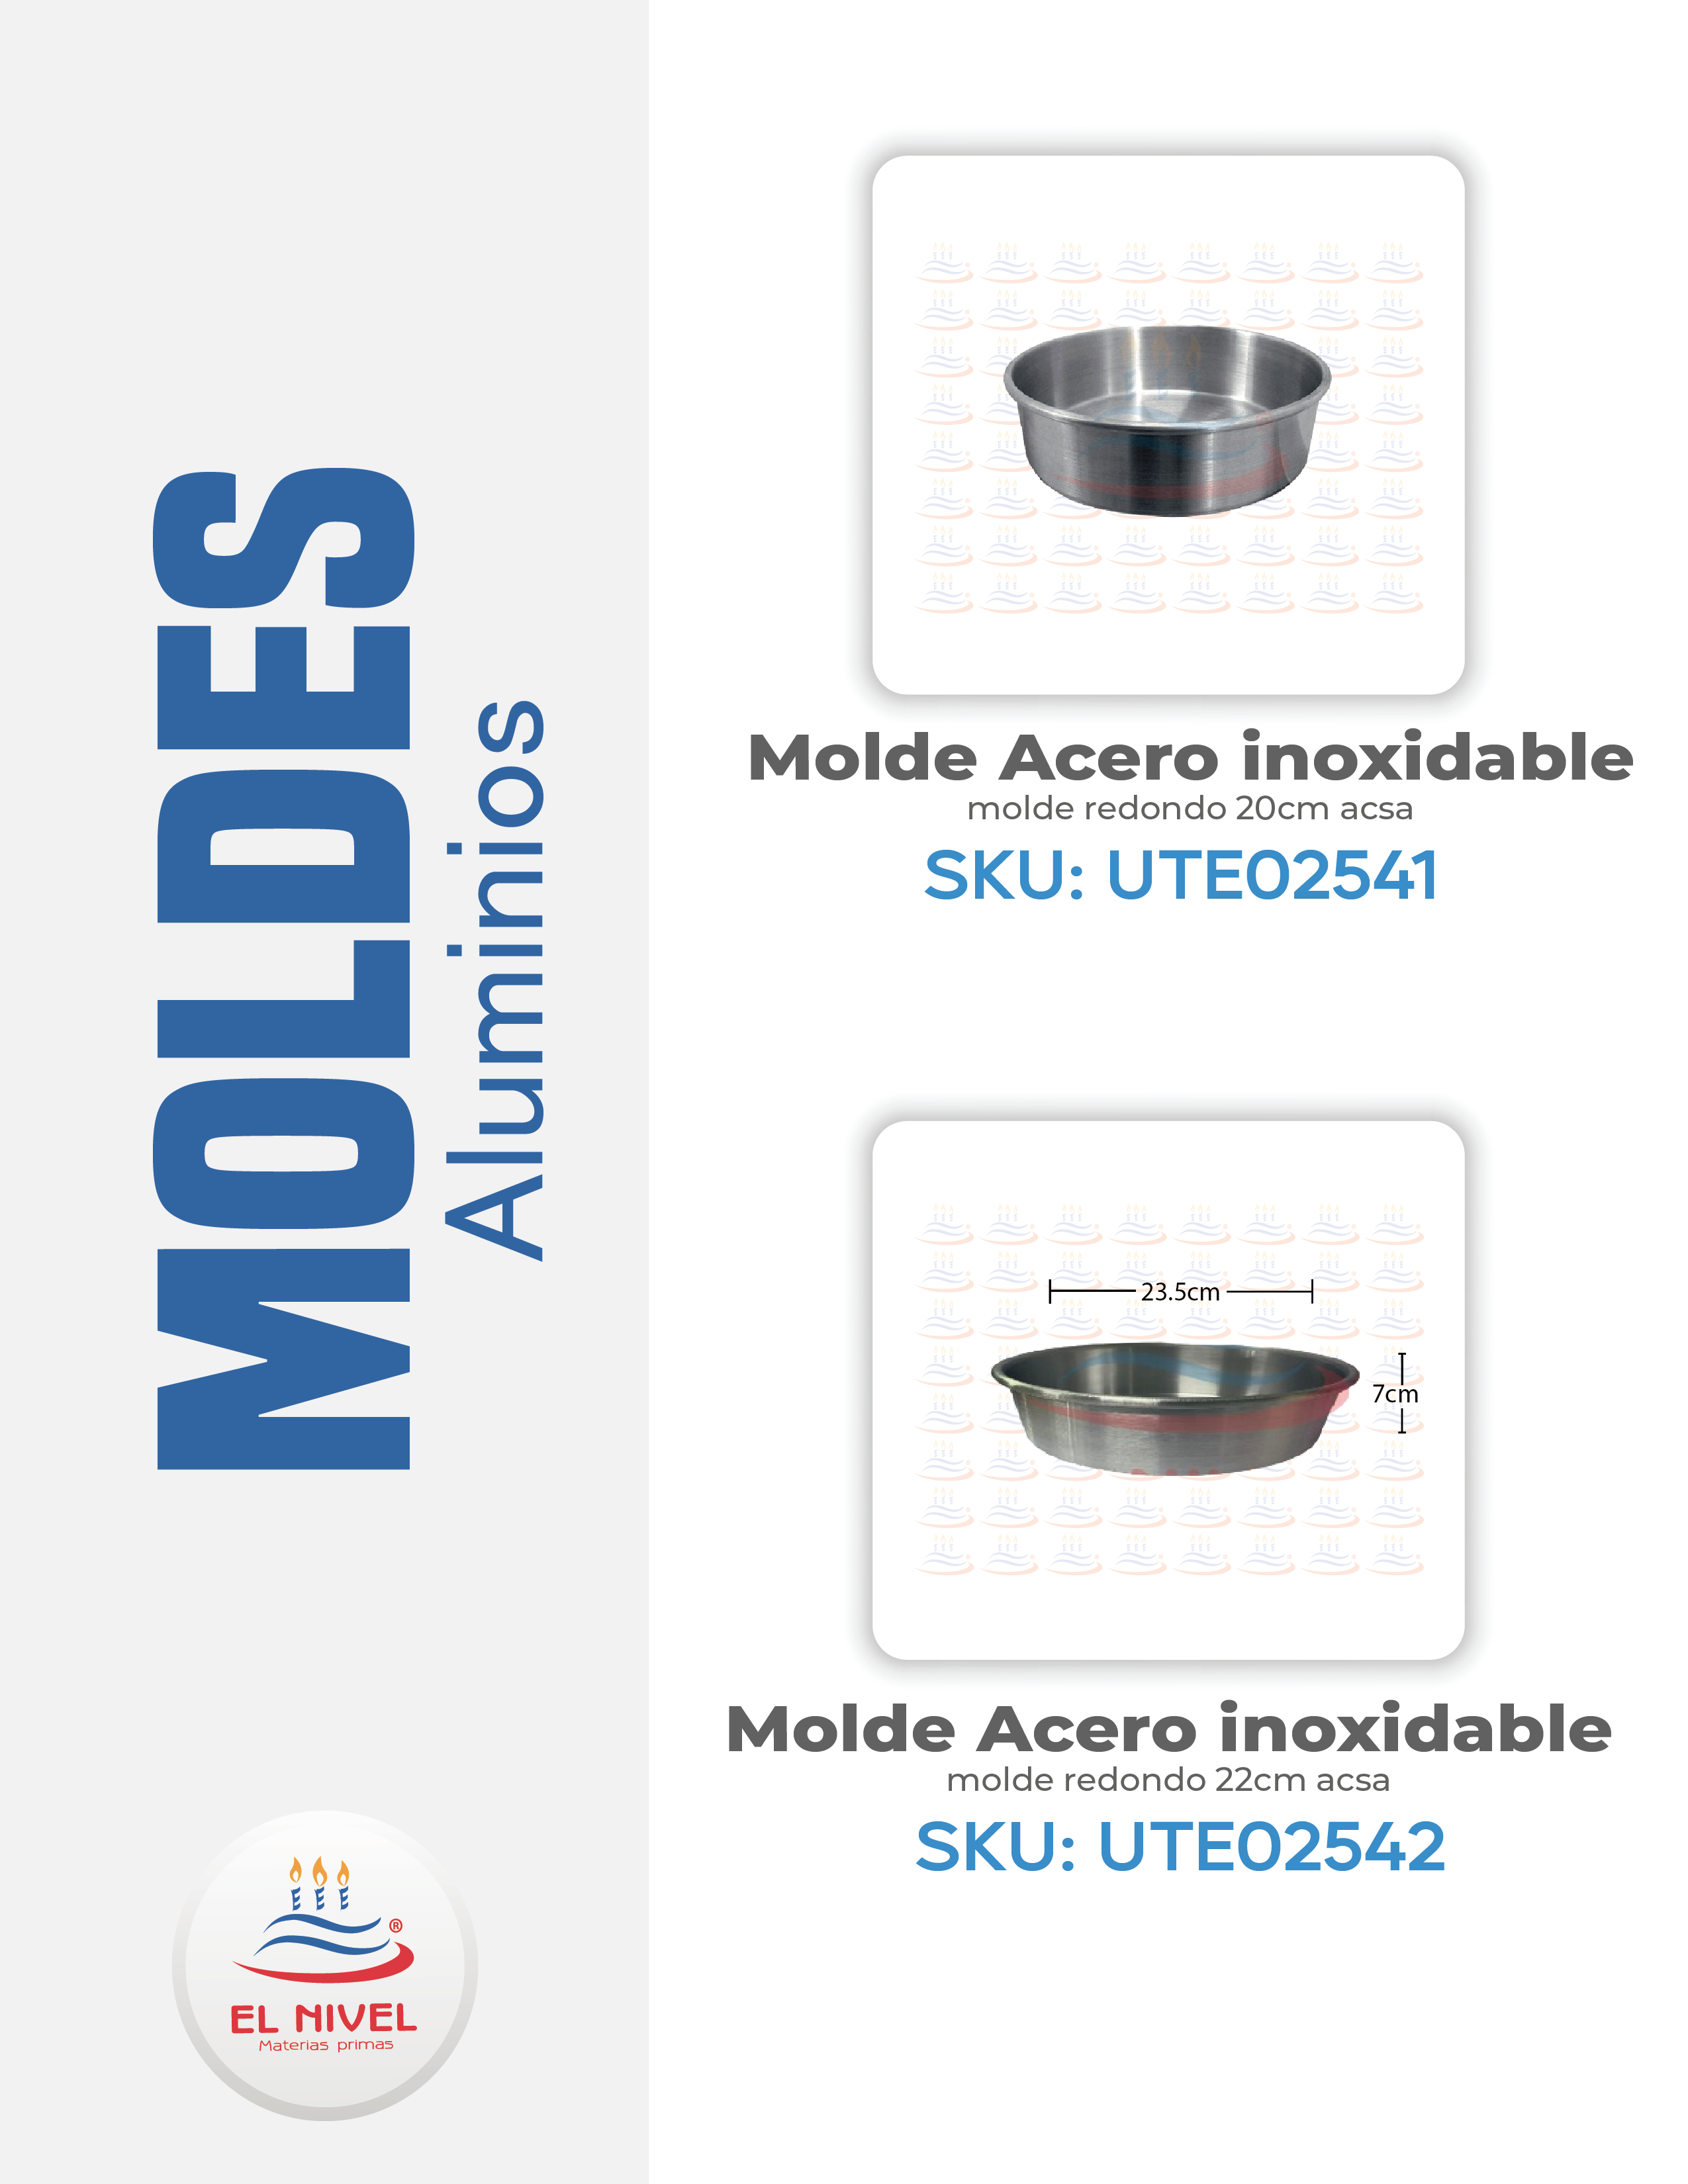 MOLDES
Aluminios
Molde Acero inoxidable
molde redondo 20cm acsa
SKU: UTE02541
23.5cm
7cm
Molde Acero inoxidable
molde redondo 22cm acsa
SKU: UTE02542
®
EL NIVEL
Materias primas